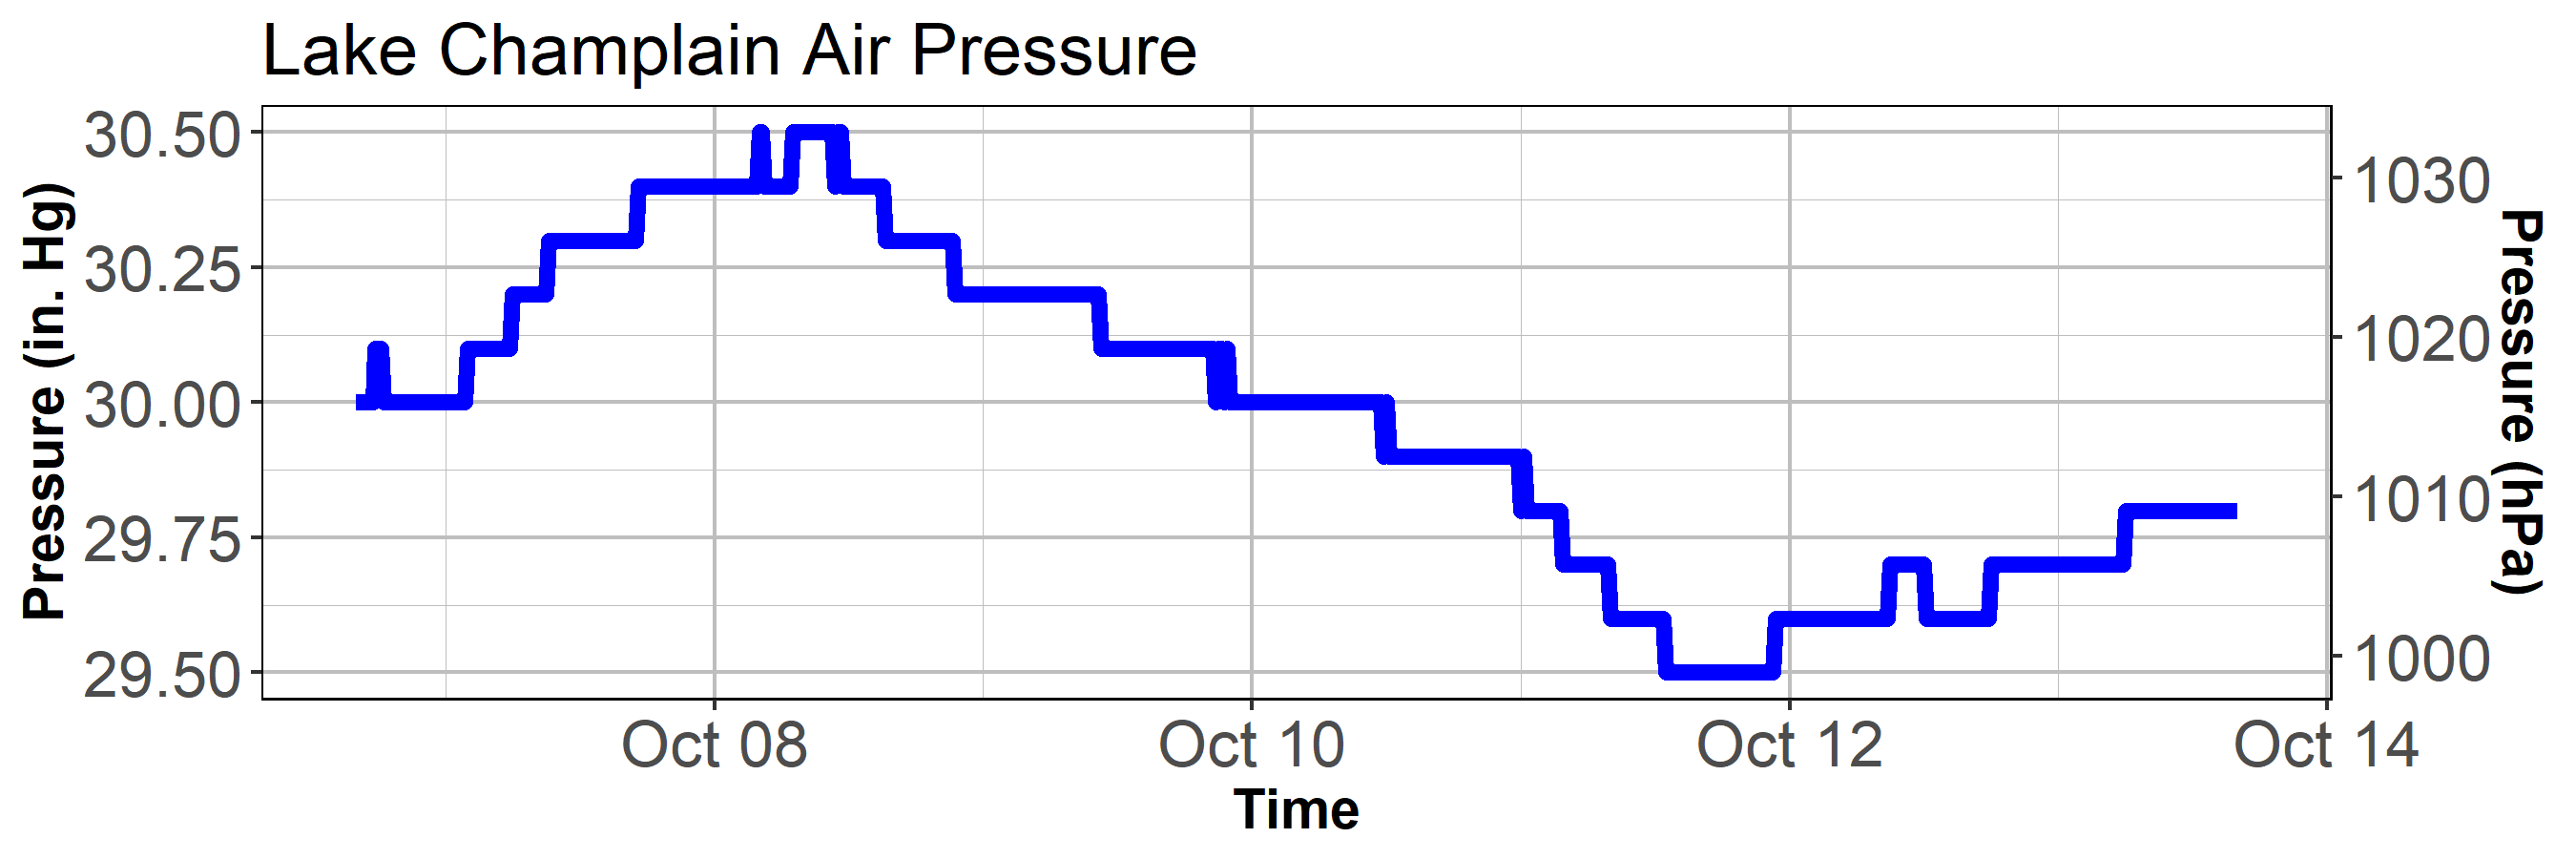 Lake Champlain Air Pressure
Pressure (in. Hg)
30.50
30.25
30.00
29.75
29.50
1030
1020
1010
1000
Pressure (hPa)
Oct 08 Oct 10 Oct 12 Oct 14
Time